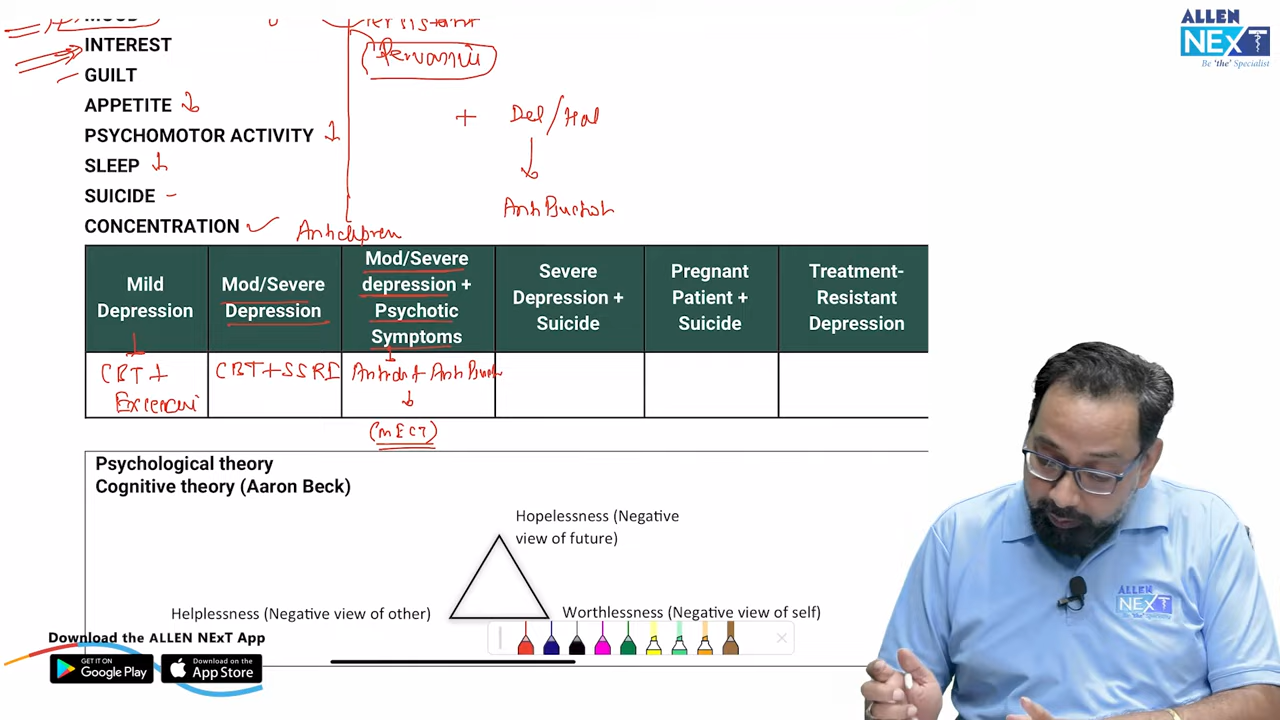 MOOD
INTEREST
Pervasive
GUILT
APPETITE ↓
+ Del/Hal
PSYCHOMOTOR ACTIVITY ↓
SLEEP ↓
SUICIDE -
CONCENTRATION ✓
Mild Depression
Mod/Severe Depression
Mod/Severe depression + Psychotic Symptoms
Severe Depression + Suicide
Pregnant Patient + Suicide
Treatment-Resistant Depression
CBT +
CBT + SSRI
(mECT)
Psychological theory
Cognitive theory (Aaron Beck)
Hopelessness (Negative
view of future)
Helplessness (Negative view of other)
Worthlessness (Negative view of self)
Download the ALLEN NExT App
GET IT ON
Google Play
Download on the
App Store
ALLEN
NEXT
Be 'the' Specialist
ALLEN
NEXT